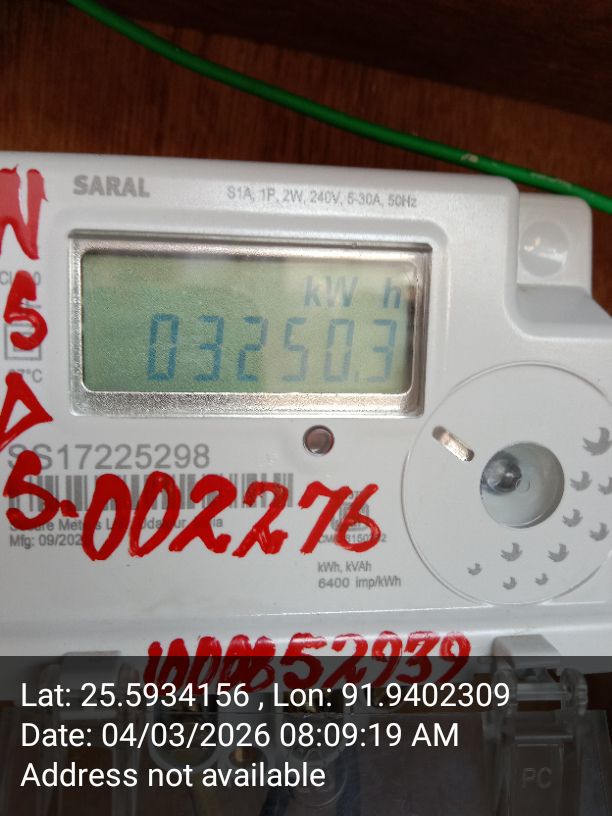 SARAL
S1A, 1P, 2W, 240V, 5-30A, 50Hz
kW h
03250.3
SS17225298
002276
Mfg: 09/202
kWh, kVAh
6400 imp/kWh
Lat: 25.5934156 , Lon: 91.9402309
Date: 04/03/2026 08:09:19 AM
Address not available
PC